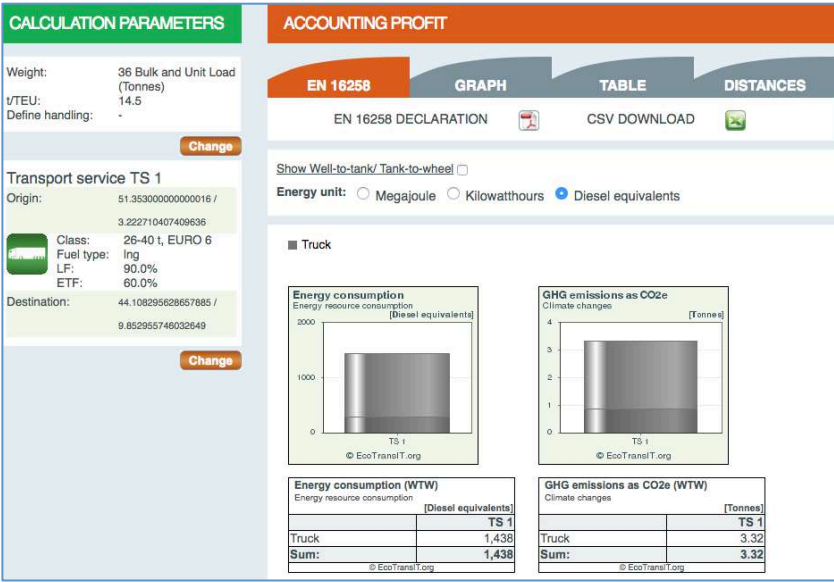 CALCULATION PARAMETERS
Weight: 36 Bulk and Unit Load
(Tonnes)
t/TEU: 14.5
Define handling: -
Change
Transport service TS 1
Origin: 51.353000000000016 /
3.222710407409636
Class: 26-40 t, EURO 6
Fuel type: lng
LF: 90.0%
ETF: 60.0%
Destination: 44.108295628657885 /
9.852955746032649
Change
ACCOUNTING PROFIT
EN 16258 GRAPH TABLE DISTANCES
EN 16258 DECLARATION CSV DOWNLOAD
Show Well-to-tank/ Tank-to-wheel
Energy unit: Megajoule Kilowatthours Diesel equivalents
Truck
Energy consumption
Energy resource consumption
[Diesel equivalents]
2000
1000
0
TS 1
© EcoTransIT.org
GHG emissions as CO2e
Climate changes
[Tonnes]
4
3
2
1
0
TS 1
© EcoTransIT.org
Energy consumption (WTW)
Energy resource consumption
[Diesel equivalents]
TS 1
Truck 1,438
Sum: 1,438
© EcoTransIT.org
GHG emissions as CO2e (WTW)
Climate changes
[Tonnes]
TS 1
Truck 3.32
Sum: 3.32
© EcoTransIT.org